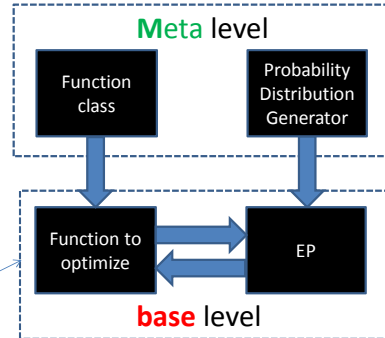 Meta level
Function
class
Probability
Distribution
Generator
Function to
optimize
EP
base level